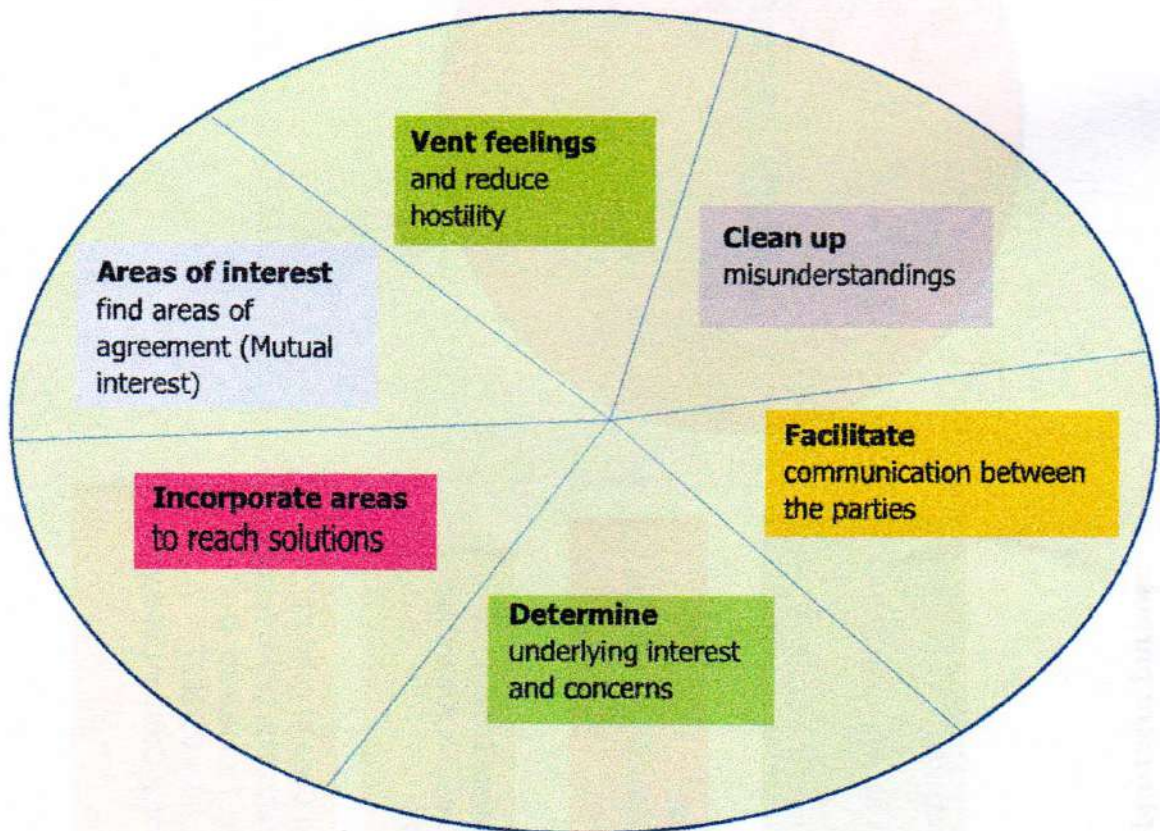 Vent feelings
and reduce
hostility
Clean up
misunderstandings
Areas of interest
find areas of
agreement (Mutual
interest)
Facilitate
communication between
the parties
Incorporate areas
to reach solutions
Determine
underlying interest
and concerns